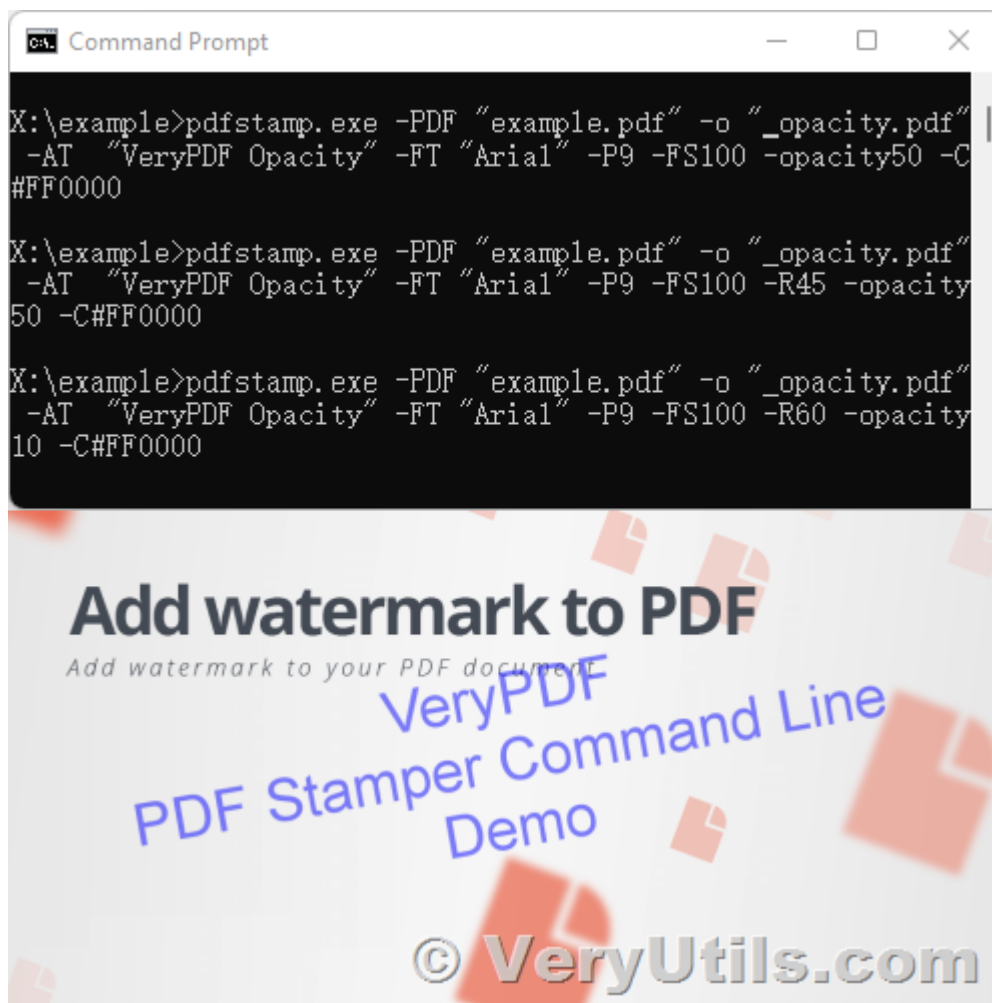 Command Prompt
X:\example>pdfstamp.exe -PDF "example.pdf" -o "_opacity.pdf"
-AT  "VeryPDF Opacity" -FT "Arial" -P9 -FS100 -opacity50 -C
#FF0000
X:\example>pdfstamp.exe -PDF "example.pdf" -o "_opacity.pdf"
-AT  "VeryPDF Opacity" -FT "Arial" -P9 -FS100 -R45 -opacity
50 -C#FF0000
X:\example>pdfstamp.exe -PDF "example.pdf" -o "_opacity.pdf"
-AT  "VeryPDF Opacity" -FT "Arial" -P9 -FS100 -R60 -opacity
10 -C#FF0000
Add watermark to PDF
Add watermark to your PDF document
VeryPDF
PDF Stamper Command Line
Demo
© VeryUtils.com